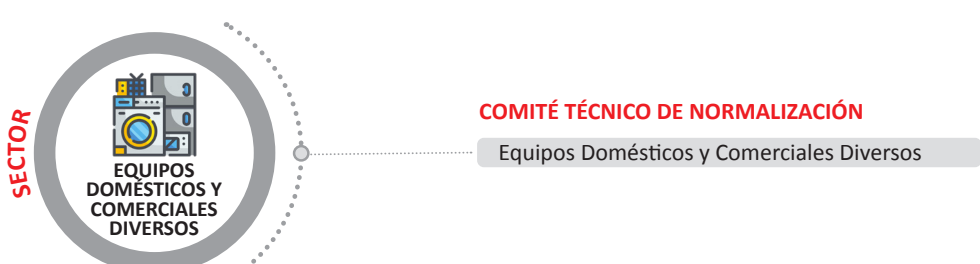 SECTOR
EQUIPOS
DOMÉSTICOS Y
COMERCIALES
DIVERSOS
COMITÉ TÉCNICO DE NORMALIZACIÓN
Equipos Domésticos y Comerciales Diversos